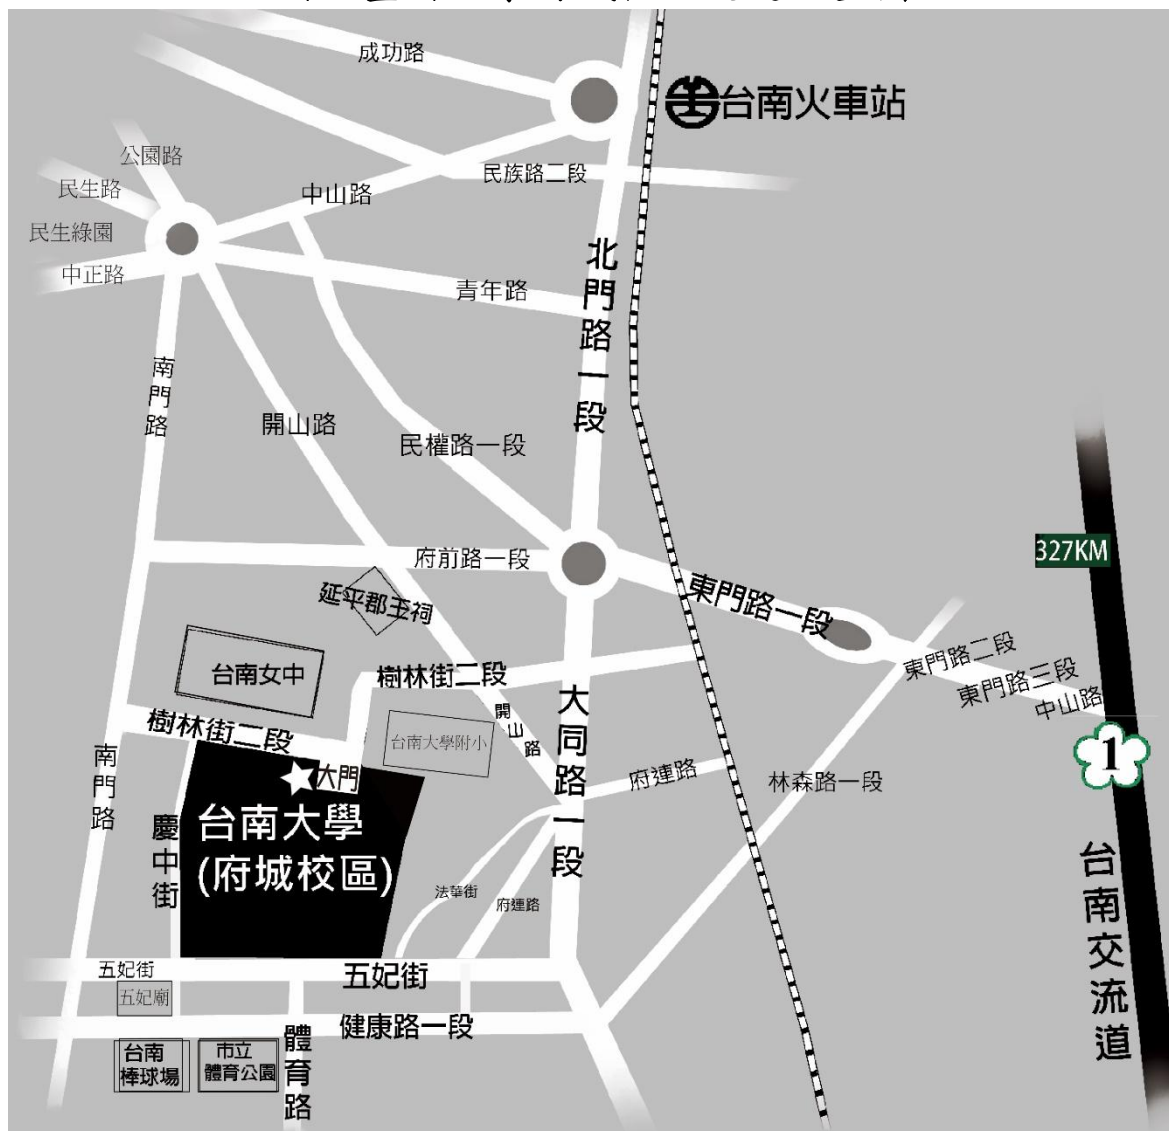 成功路
台南火車站
公園路
民族路二段
民生路
中山路
民生綠園
中正路
北門路一段
青年路
南門路
開山路
民權路一段
327KM
府前路一段
東門路一段
延平郡王祠
台南女中
樹林街二段
東門路二段
東門路三段
中山路
樹林街二段
開山路
大同路一段
台南大學附小
1
南門路
大門
府連路
林森路一段
慶中街
台南大學
(府城校區)
法華街
府連路
台南交流道
五妃街
五妃街
五妃廟
健康路一段
體育路
台南
棒球場
市立
體育公園